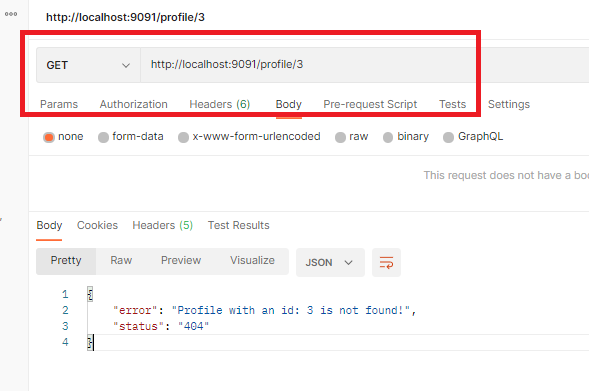 http://localhost:9091/profile/3
GET http://localhost:9091/profile/3
Params Authorization Headers (6) Body Pre-request Script Tests Settings
none form-data x-www-form-urlencoded raw binary GraphQL
This request does not have a bo
Body Cookies Headers (5) Test Results
Pretty Raw Preview Visualize JSON
1 {
2 "error": "Profile with an id: 3 is not found!",
3 "status": "404"
4 }